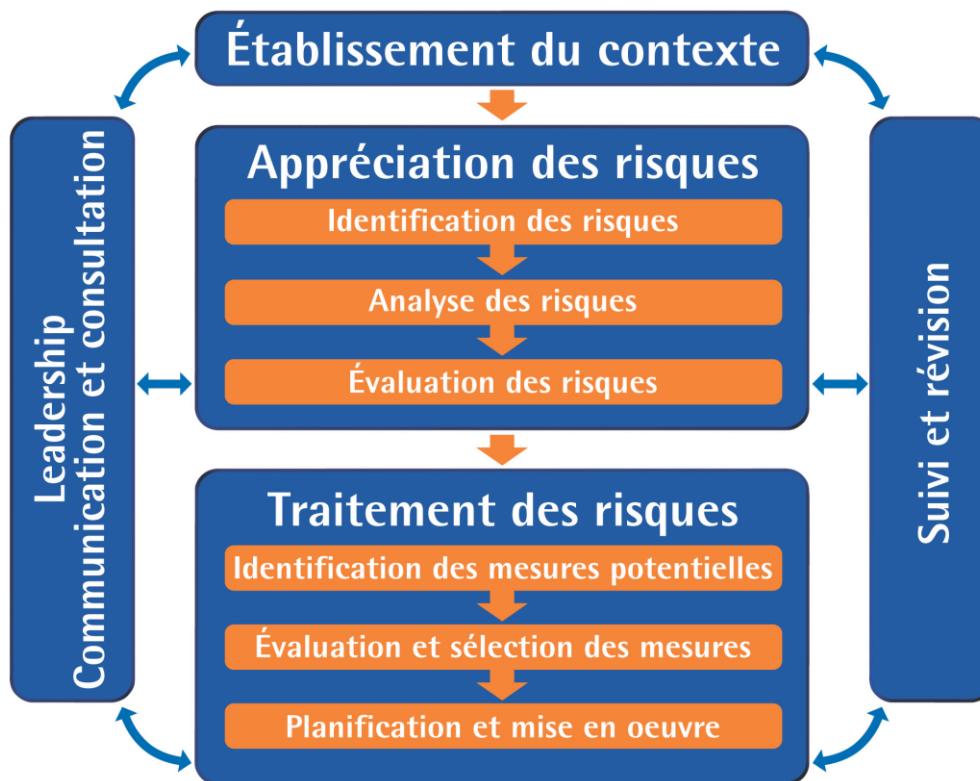 Établissement du contexte
Leadership
Communication et consultation
Appréciation des risques
Identification des risques
Analyse des risques
Évaluation des risques
Traitement des risques
Identification des mesures potentielles
Évaluation et sélection des mesures
Planification et mise en oeuvre
Suivi et révision